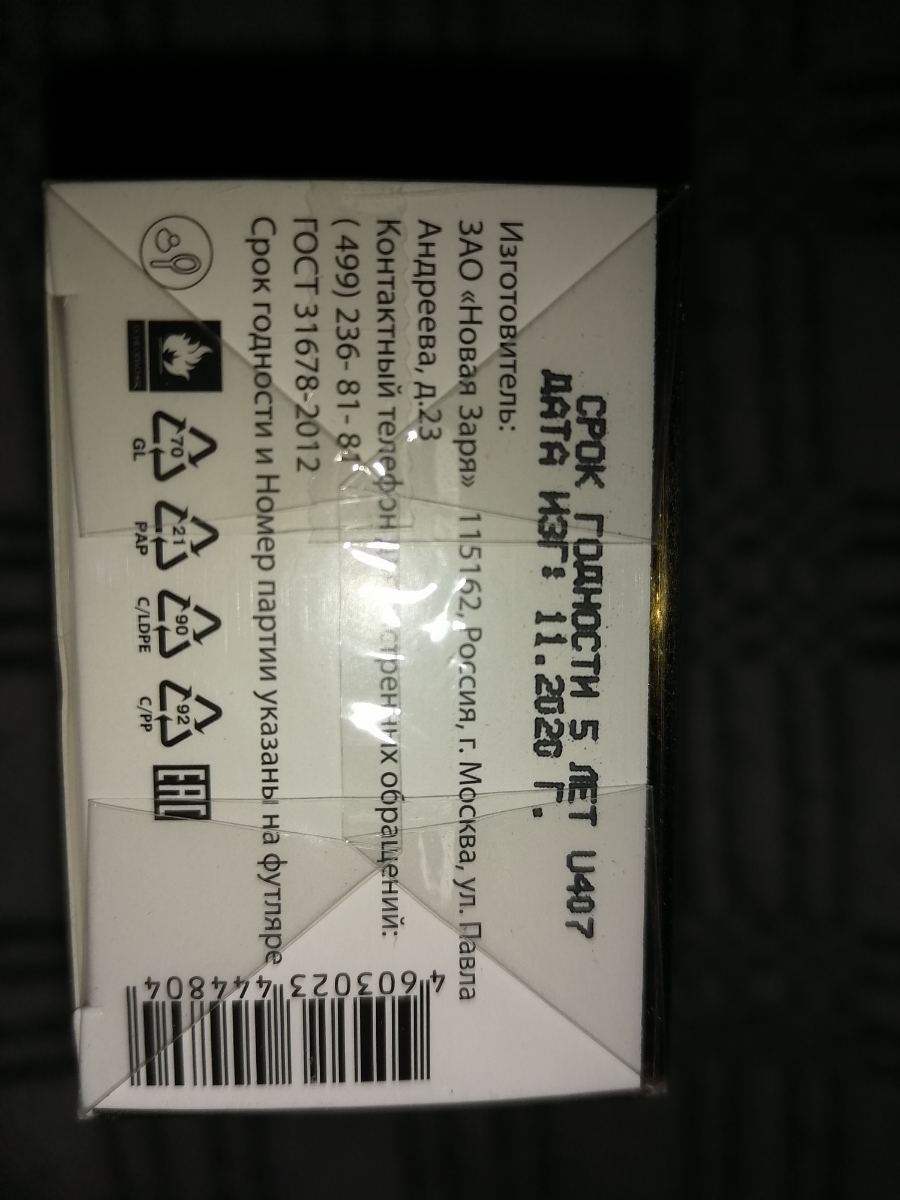 СРОК ГОДНОСТИ 5 ЛЕТ U407
ДАТА ИЗГ: 11.2020 Г.
Изготовитель:
ЗАО «Новая Заря» 115162, Россия, г. Москва, ул. Павла
Андреева, д.23
Контактный телефон обращений:
( 499) 236- 81- 81
ГОСТ 31678-2012
Срок годности и Номер партии указаны на футляре
70 21 90 92
GL PAP C/LDPE C/PP
EAC
4 603023 444804